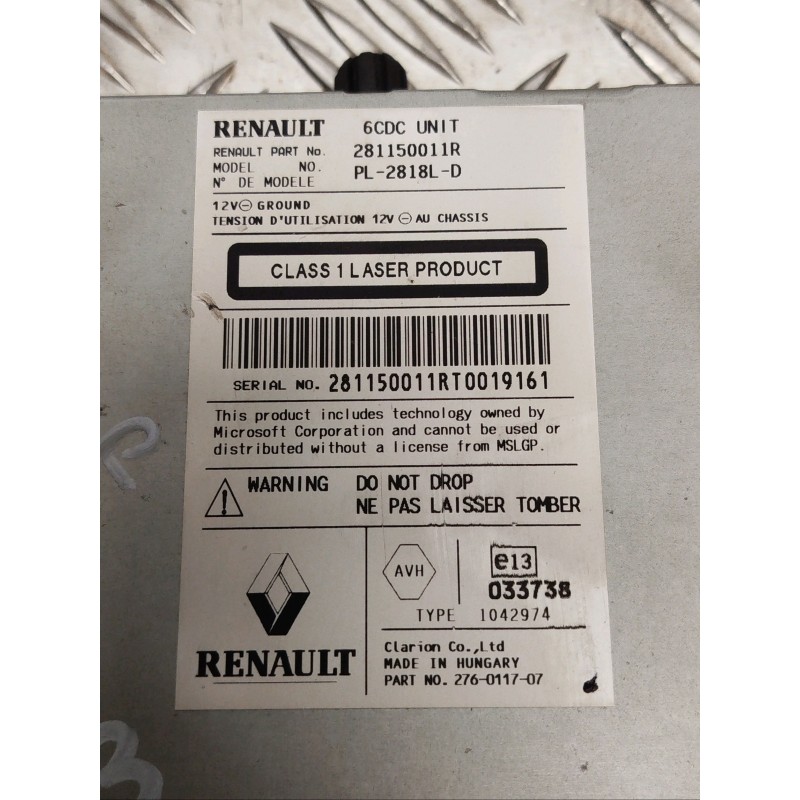 RENAULT 6CDC UNIT
RENAULT PART No. 281150011R
MODEL NO. PL-2818L-D
N° DE MODELE
12V⊖ GROUND
TENSION D'UTILISATION 12V ⊖ AU CHASSIS
CLASS 1 LASER PRODUCT
SERIAL NO. 281150011RT0019161
This product includes technology owned by
Microsoft Corporation and cannot be used or
distributed without a license from MSLGP.
WARNING DO NOT DROP
NE PAS LAISSER TOMBER
AVH e13
033738
TYPE 1042974
RENAULT
Clarion Co.,Ltd
MADE IN HUNGARY
PART NO. 276-0117-07